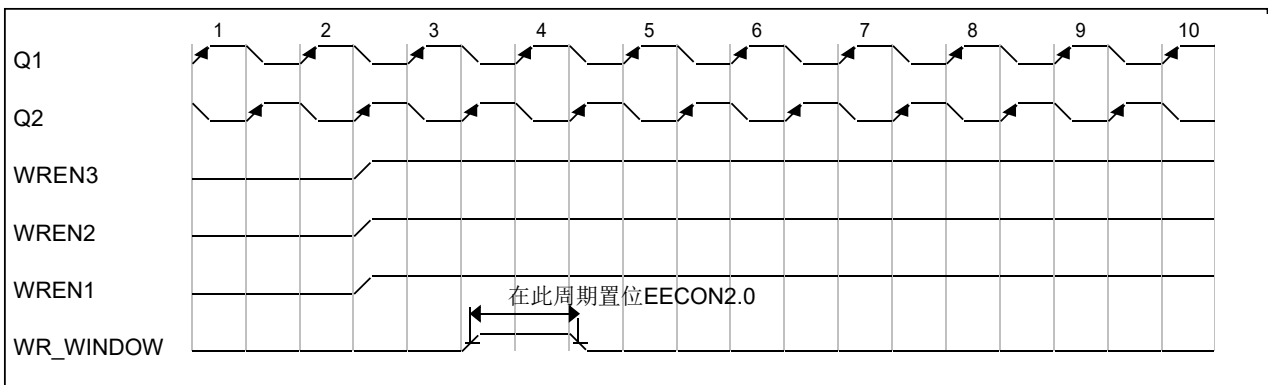 1 2 3 4 5 6 7 8 9 10
Q1
Q2
WREN3
WREN2
WREN1
在此周期置位EECON2.0
WR_WINDOW